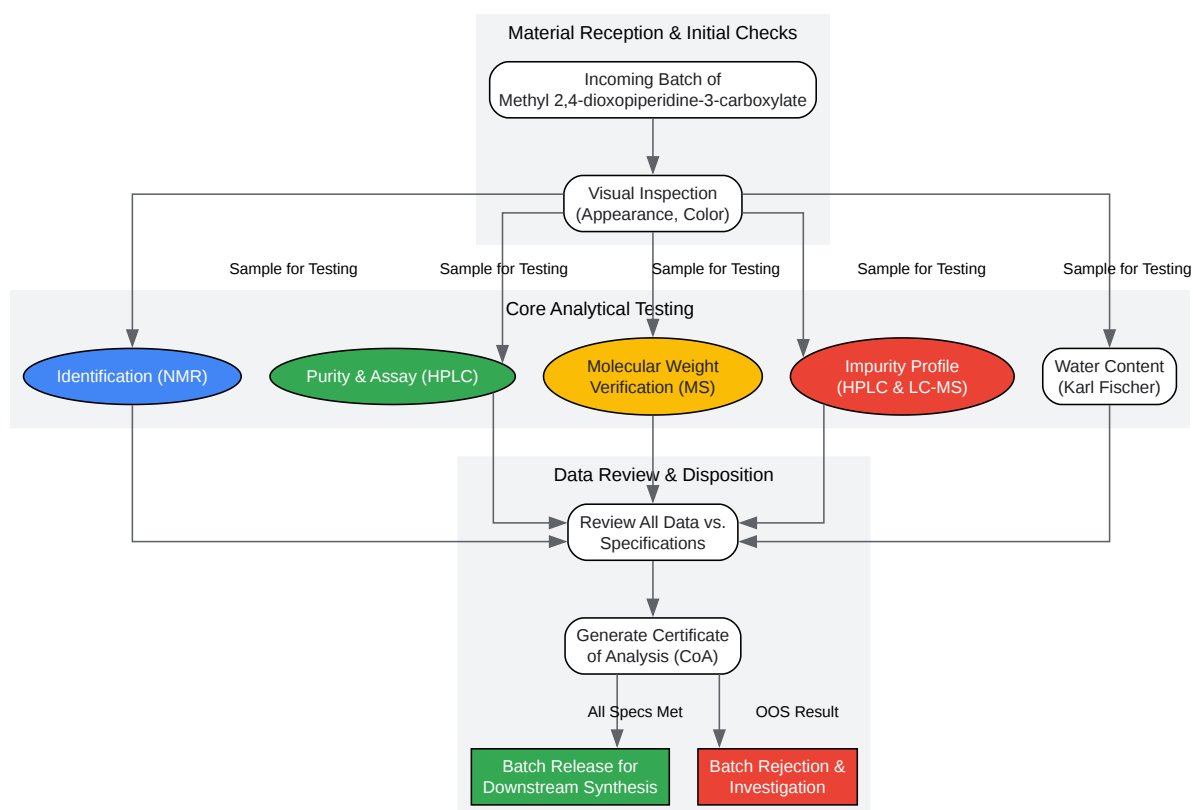 Material Reception & Initial Checks
Incoming Batch of
Methyl 2,4-dioxopiperidine-3-carboxylate
Visual Inspection
(Appearance, Color)
Sample for Testing
Sample for Testing
Sample for Testing
Sample for Testing
Sample for Testing
Core Analytical Testing
Identification (NMR)
Purity & Assay (HPLC)
Molecular Weight
Verification (MS)
Impurity Profile
(HPLC & LC-MS)
Water Content
(Karl Fischer)
Data Review & Disposition
Review All Data vs.
Specifications
Generate Certificate
of Analysis (CoA)
All Specs Met
OOS Result
Batch Release for
Downstream Synthesis
Batch Rejection &
Investigation